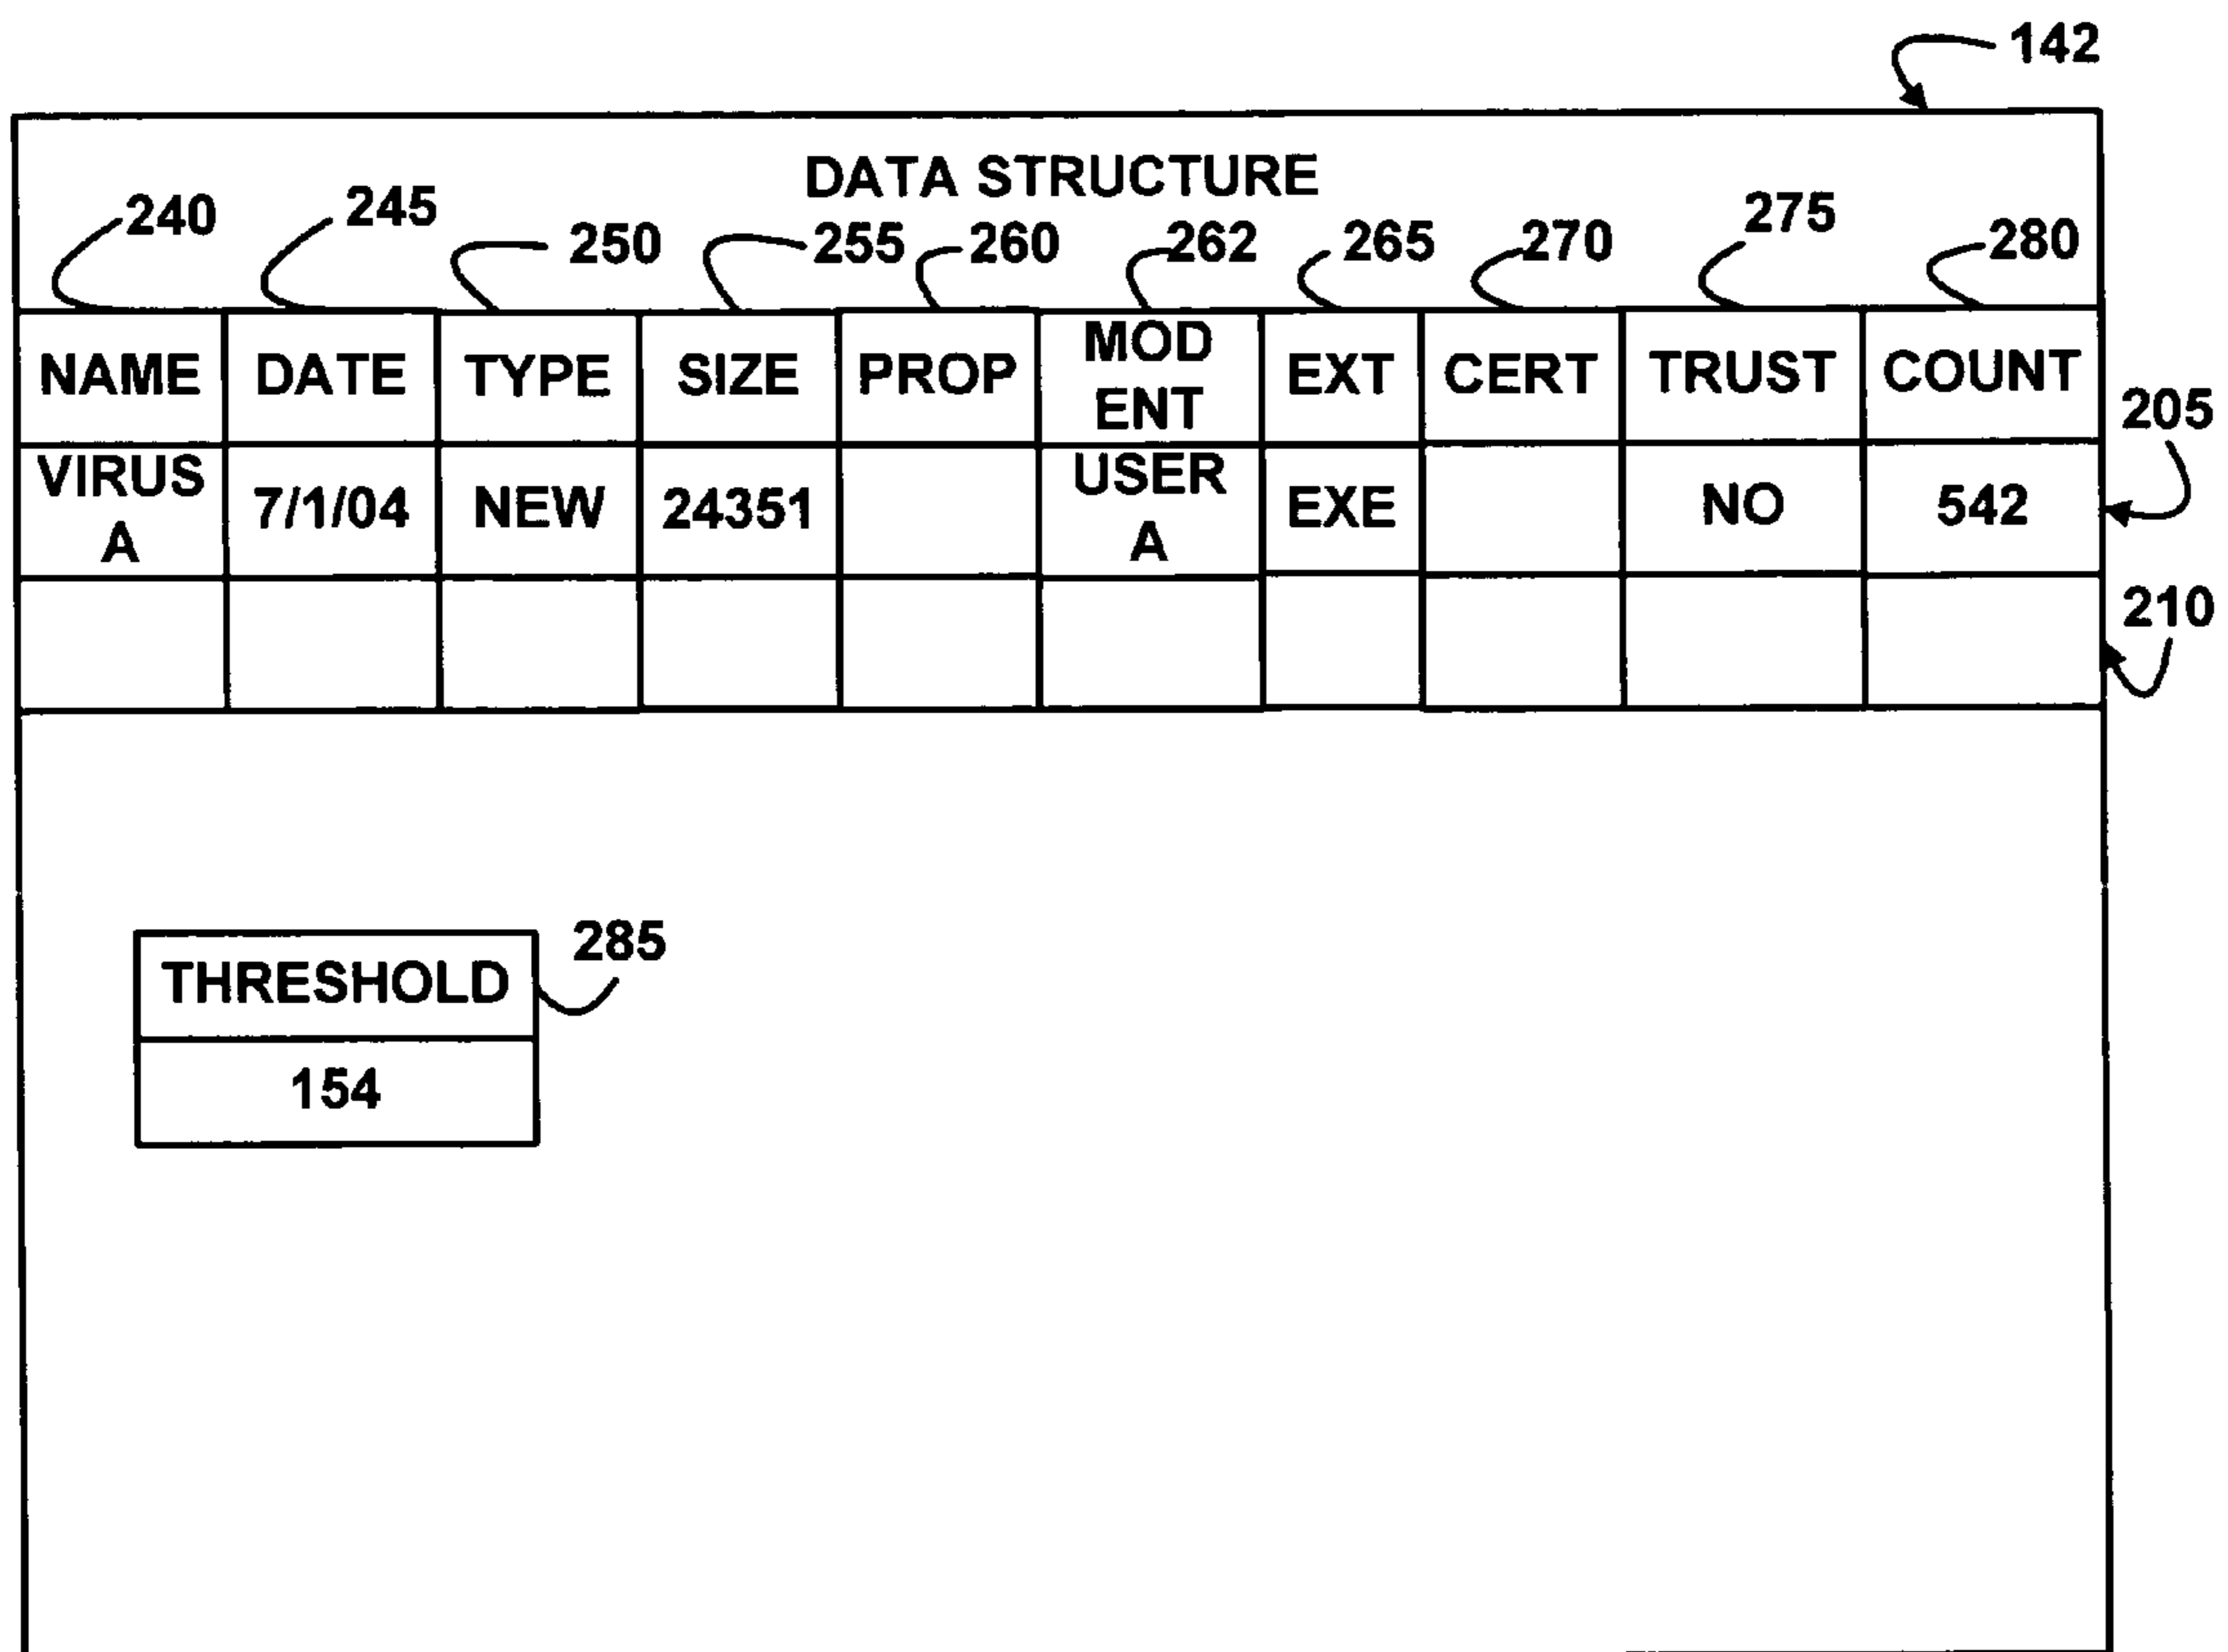 142
DATA STRUCTURE
240 245 250 255 260 262 265 270 275 280
NAME DATE TYPE SIZE PROP MOD ENT EXT CERT TRUST COUNT
205
VIRUS A 7/1/04 NEW 24351 USER A EXE NO 542
210
285
THRESHOLD
154